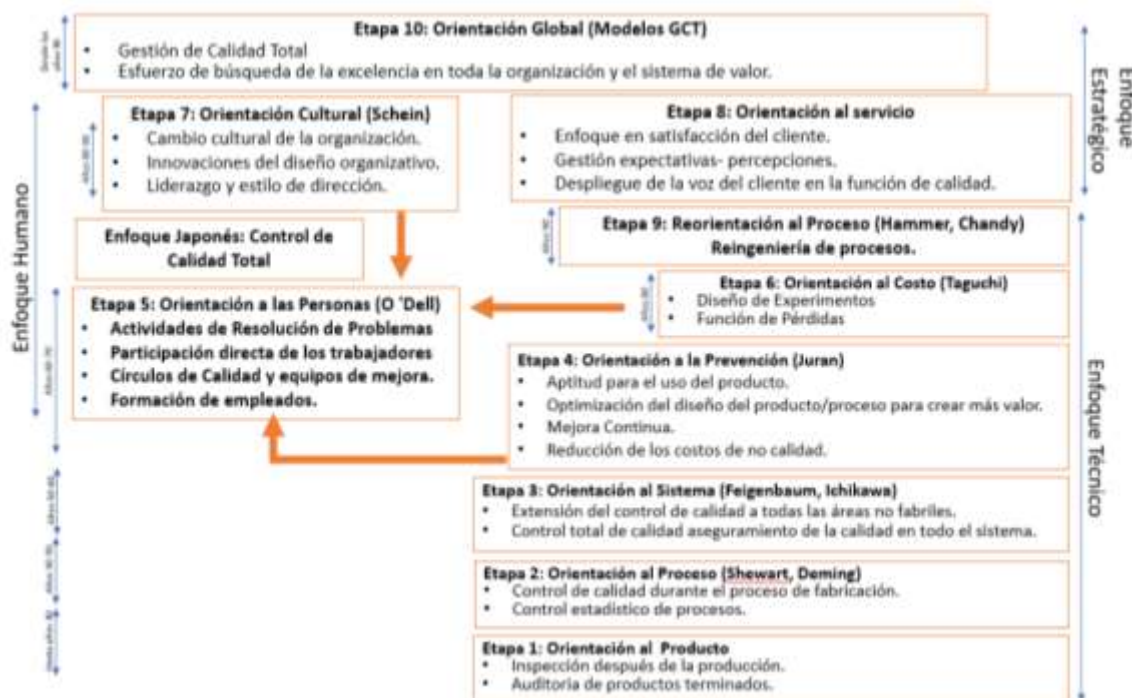 Etapa 10: Orientación Global (Modelos GCT)
• Gestión de Calidad Total
• Esfuerzo de búsqueda de la excelencia en toda la organización y el sistema de valor.
Enfoque
Estratégico
Etapa 7: Orientación Cultural (Schein)
• Cambio cultural de la organización.
• Innovaciones del diseño organizativo.
• Liderazgo y estilo de dirección.
Etapa 8: Orientación al servicio
• Enfoque en satisfacción del cliente.
• Gestión expectativas- percepciones.
• Despliegue de la voz del cliente en la función de calidad.
Enfoque Humano
Enfoque Japonés: Control de
Calidad Total
Etapa 9: Reorientación al Proceso (Hammer, Chandy)
Reingeniería de procesos.
Etapa 6: Orientación al Costo (Taguchi)
• Diseño de Experimentos
• Función de Pérdidas
Etapa 5: Orientación a las Personas (O ´Dell)
• Actividades de Resolución de Problemas
• Participación directa de los trabajadores
• Círculos de Calidad y equipos de mejora.
• Formación de empleados.
Etapa 4: Orientación a la Prevención (Juran)
• Aptitud para el uso del producto.
• Optimización del diseño del producto/proceso para crear más valor.
• Mejora Continua.
• Reducción de los costos de no calidad.
Enfoque Técnico
Etapa 3: Orientación al Sistema (Feigenbaum, Ichikawa)
• Extensión del control de calidad a todas las áreas no fabriles.
• Control total de calidad aseguramiento de la calidad en todo el sistema.
Etapa 2: Orientación al Proceso (Shewart, Deming)
• Control de calidad durante el proceso de fabricación.
• Control estadístico de procesos.
Etapa 1: Orientación al Producto
• Inspección después de la producción.
• Auditoria de productos terminados.